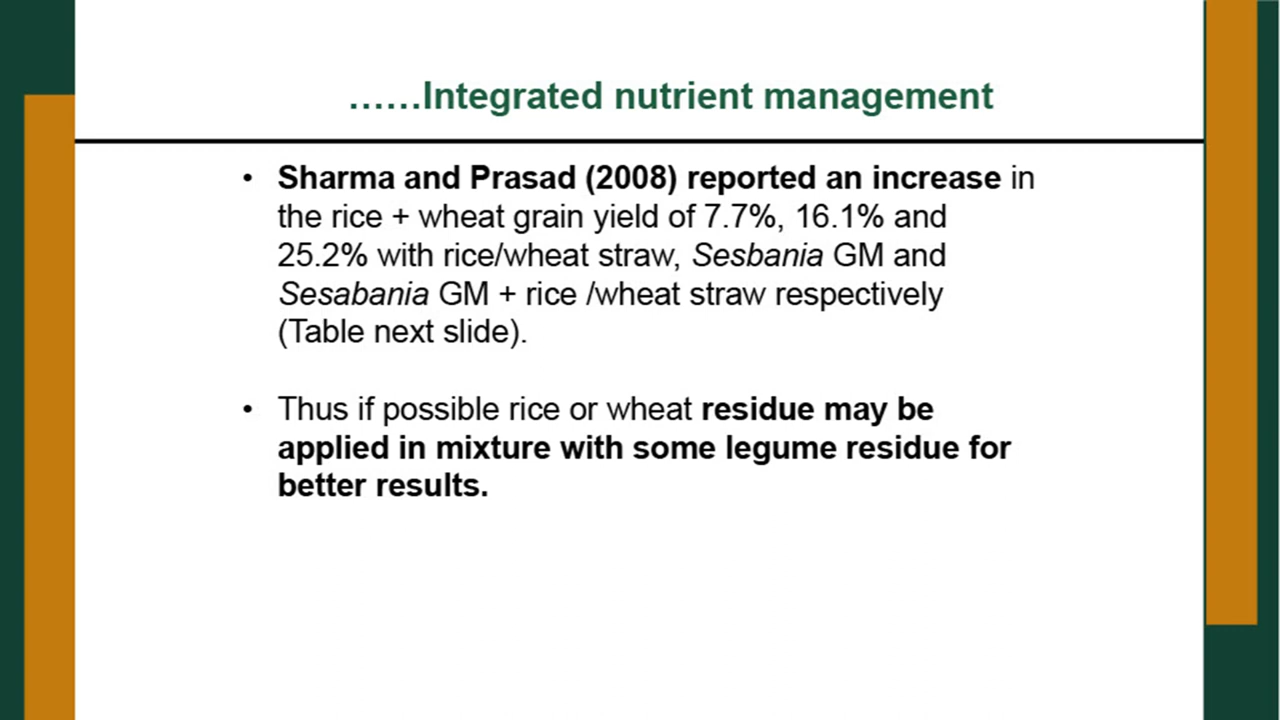 ......Integrated nutrient management
• Sharma and Prasad (2008) reported an increase in
the rice + wheat grain yield of 7.7%, 16.1% and
25.2% with rice/wheat straw, Sesbania GM and
Sesabania GM + rice /wheat straw respectively
(Table next slide).
• Thus if possible rice or wheat residue may be
applied in mixture with some legume residue for
better results.